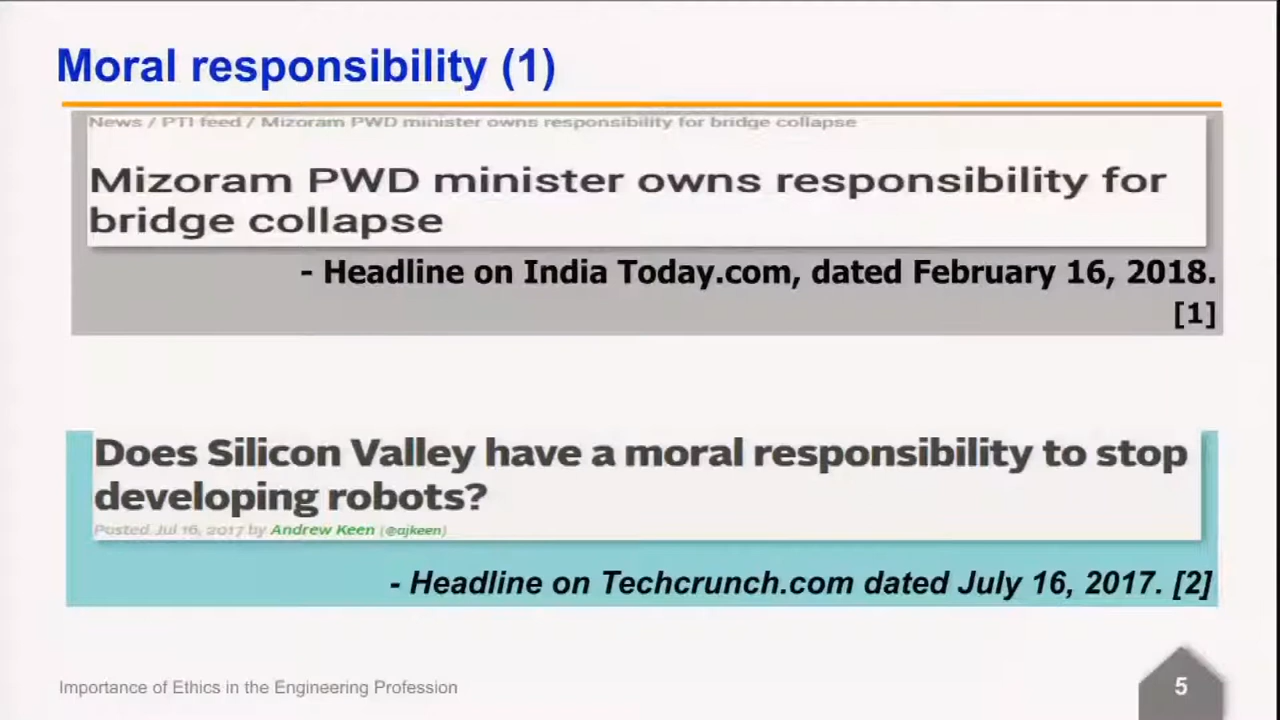 Moral responsibility (1)
News / PTI feed / Mizoram PWD minister owns responsibility for bridge collapse
Mizoram PWD minister owns responsibility for
bridge collapse
- Headline on India Today.com, dated February 16, 2018.
[1]
Does Silicon Valley have a moral responsibility to stop
developing robots?
Posted Jul 16, 2017 by Andrew Keen (@ajkeen)
- Headline on Techcrunch.com dated July 16, 2017. [2]
Importance of Ethics in the Engineering Profession
5